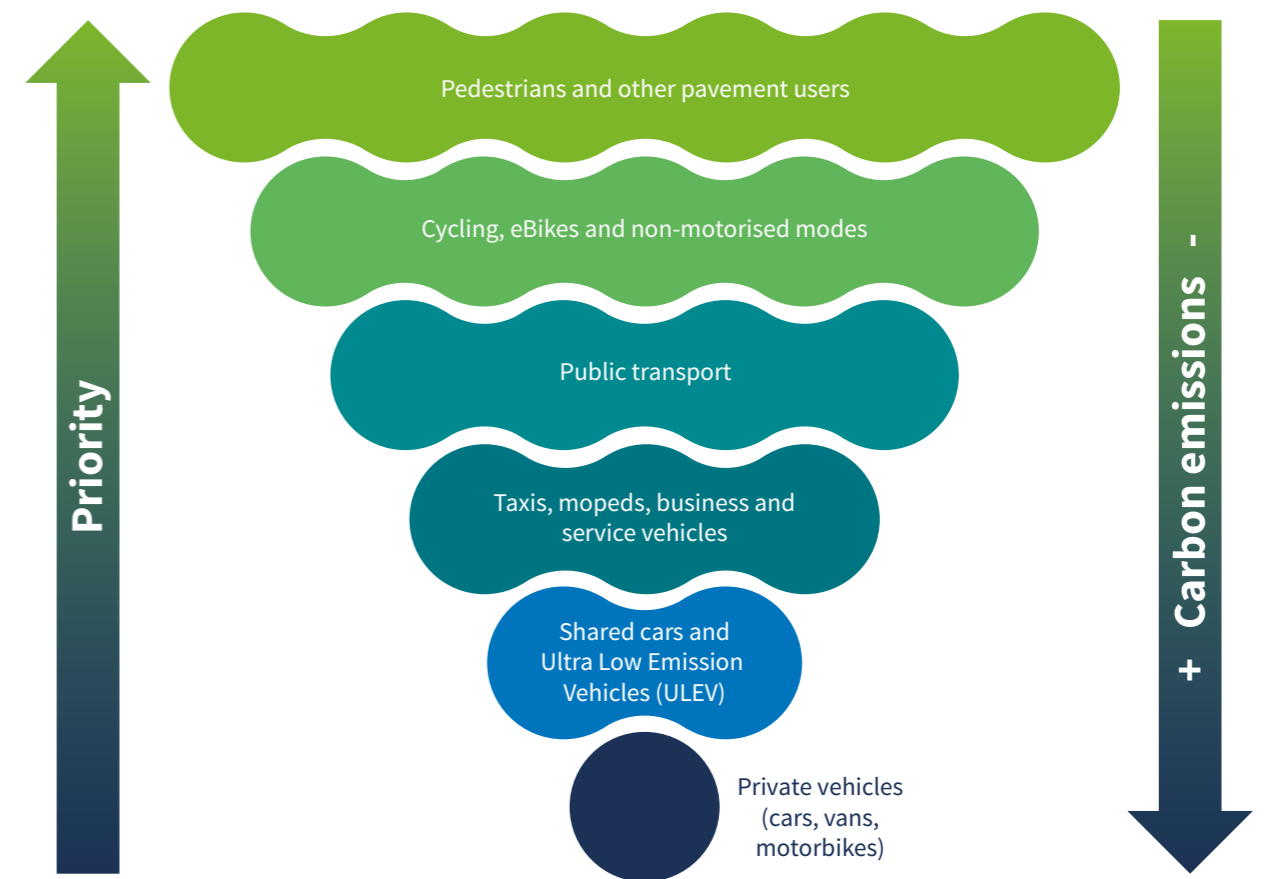 Pedestrians and other pavement users
Cycling, eBikes and non-motorised modes
Public transport
Taxis, mopeds, business and
service vehicles
Shared cars and
Ultra Low Emission
Vehicles (ULEV)
Private vehicles
(cars, vans,
motorbikes)
Priority
+ Carbon emissions -